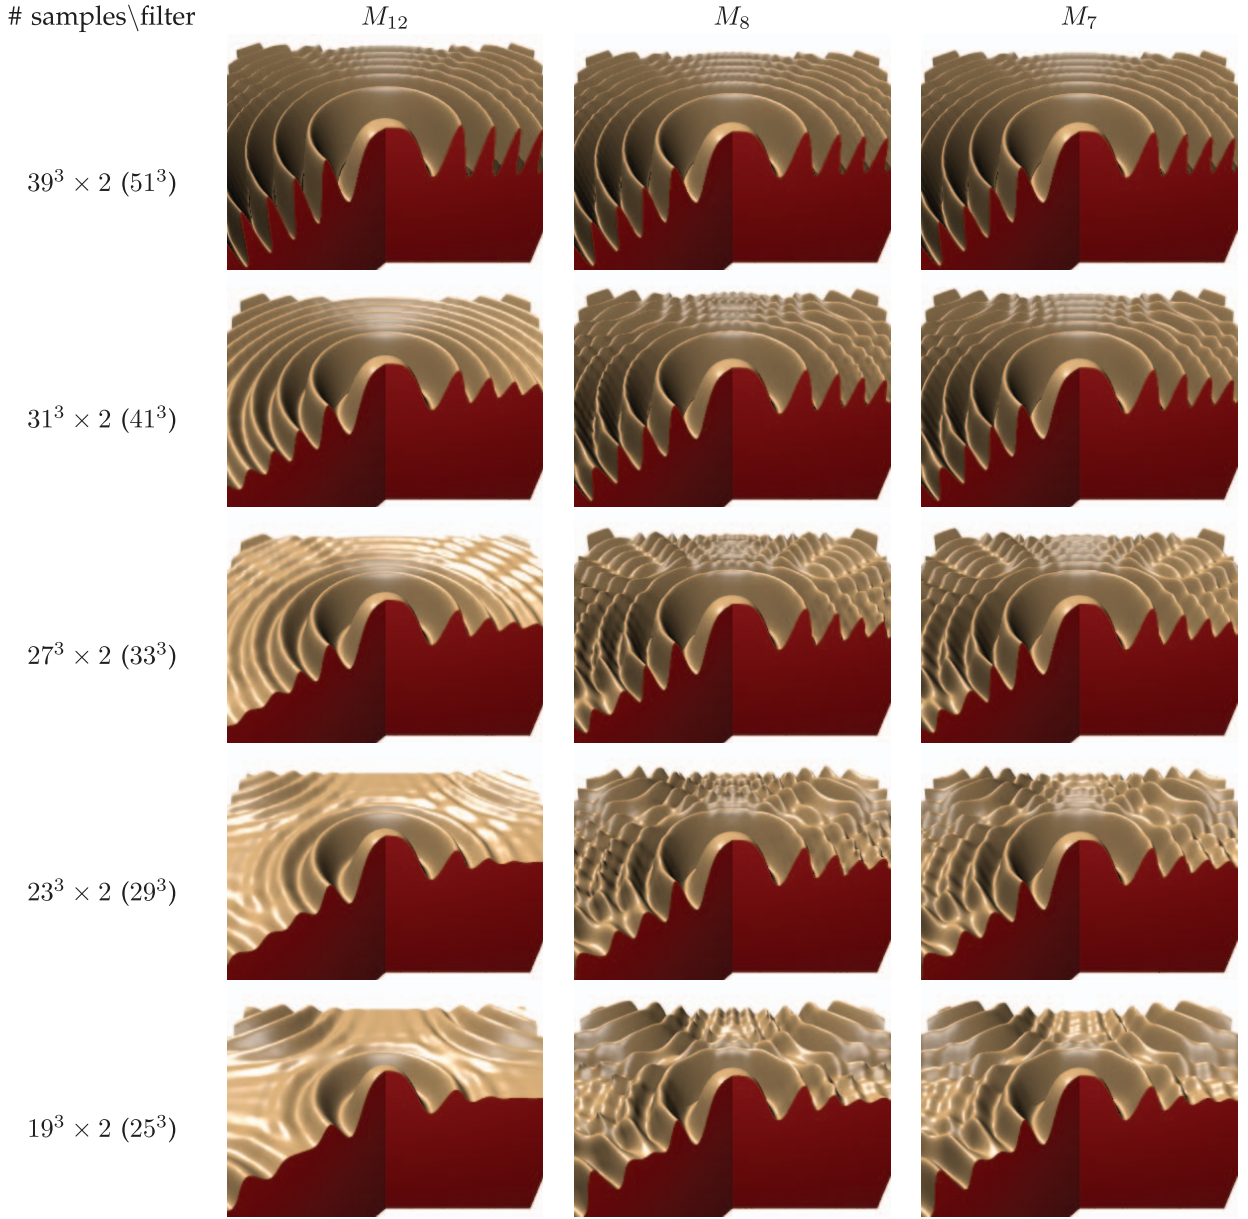 # samples\filter M₁₂ M₈ M₇
39³ × 2 (51³)
31³ × 2 (41³)
27³ × 2 (33³)
23³ × 2 (29³)
19³ × 2 (25³)